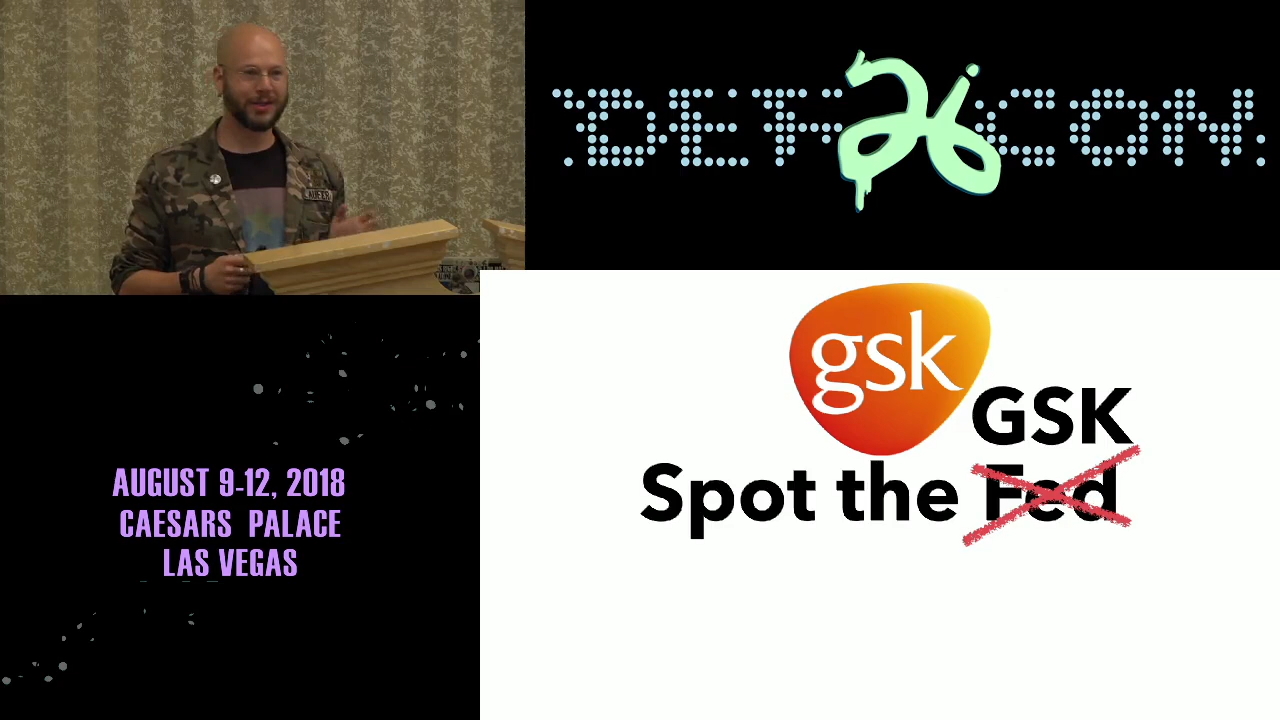 DEF 26 CON
gsk
GSK
Spot the Fed
AUGUST 9-12, 2018
CAESARS PALACE
LAS VEGAS